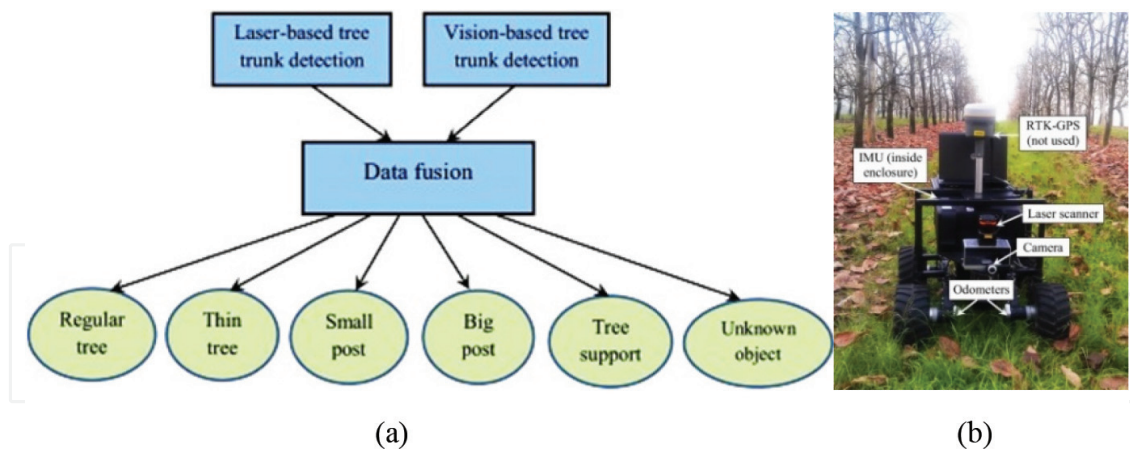 Laser-based tree
trunk detection
Vision-based tree
trunk detection
Data fusion
Regular
tree
Thin
tree
Small
post
Big
post
Tree
support
Unknown
object
(a)
RTK-GPS
(not used)
IMU (inside
enclosure)
Laser scanner
Camera
Odometers
(b)